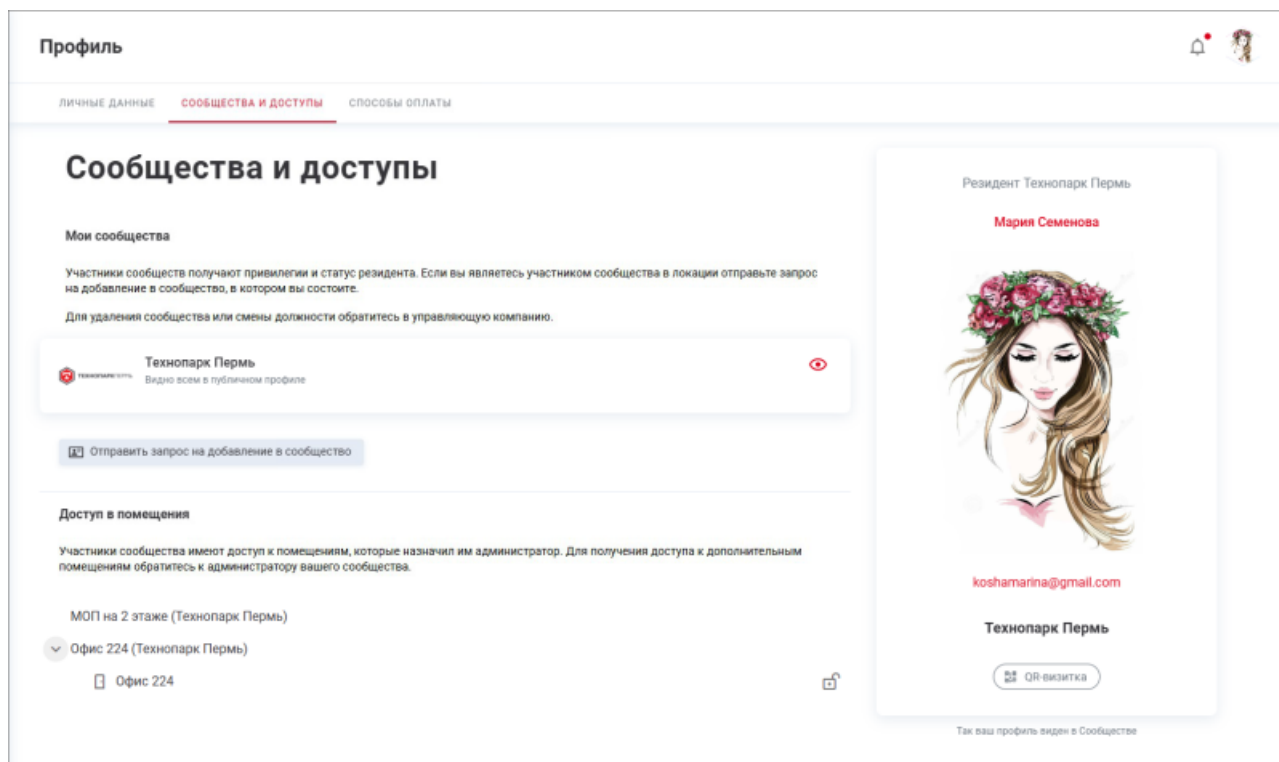 Профиль
ЛИЧНЫЕ ДАННЫЕ
СООБЩЕСТВА И ДОСТУПЫ
СПОСОБЫ ОПЛАТЫ
Сообщества и доступы
Мои сообщества
Участники сообществ получают привилегии и статус резидента. Если вы являетесь участником сообщества в локации отправьте запрос
на добавление в сообщество, в котором вы состоите.
Для удаления сообщества или смены должности обратитесь в управляющую компанию.
ТЕХНОПАРК ПЕРМЬ
Технопарк Пермь
Видно всем в публичном профиле
Отправить запрос на добавление в сообщество
Доступ в помещения
Участники сообщества имеют доступ к помещениям, которые назначил им администратор. Для получения доступа к дополнительным
помещениям обратитесь к администратору вашего сообщества.
МОП на 2 этаже (Технопарк Пермь)
Офис 224 (Технопарк Пермь)
Офис 224
Резидент Технопарк Пермь
Мария Семенова
koshamarina@gmail.com
Технопарк Пермь
QR-визитка
Так ваш профиль виден в Сообществе